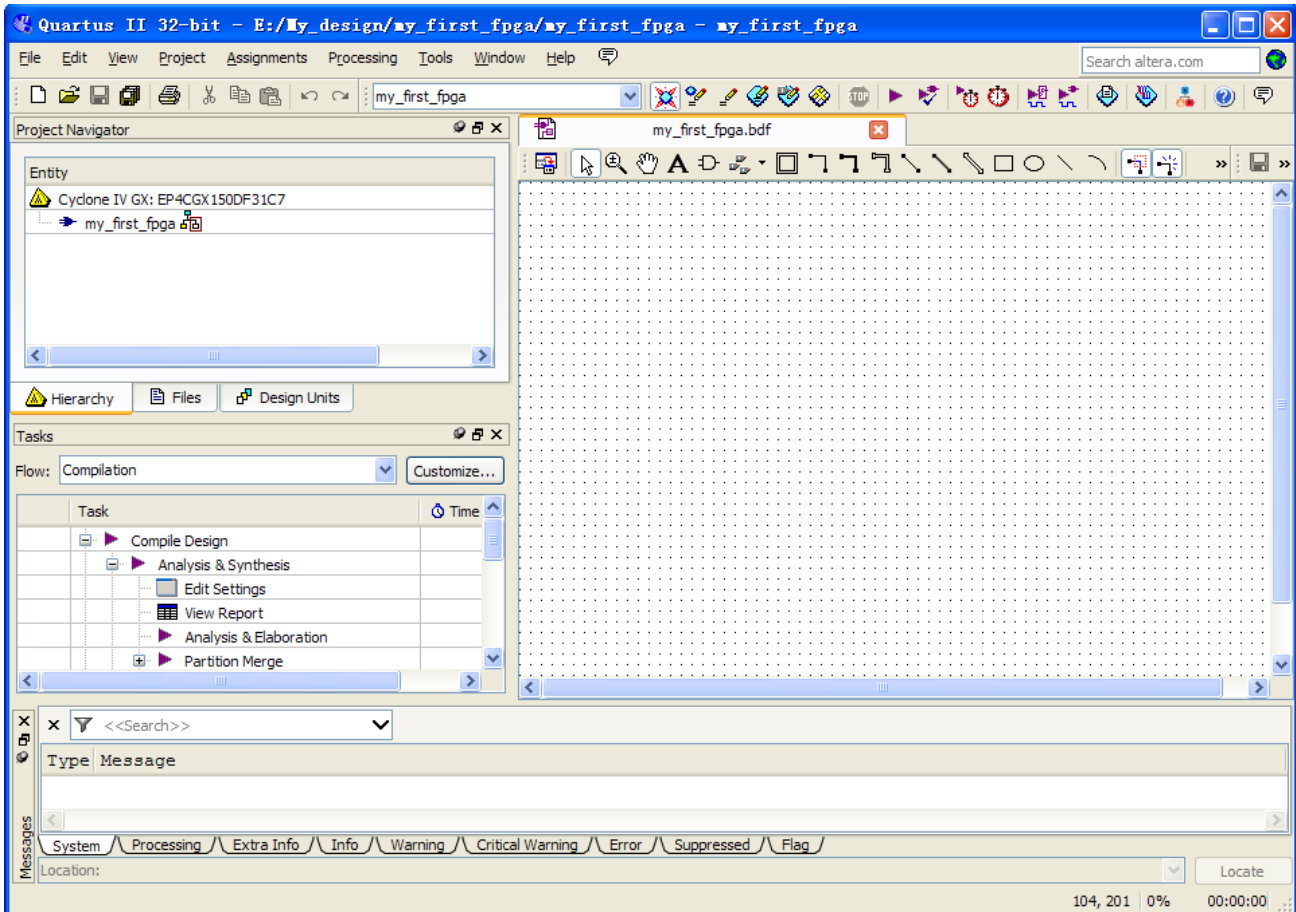 Quartus II 32-bit - E:/My_design/my_first_fpga/my_first_fpga - my_first_fpga
File Edit View Project Assignments Processing Tools Window Help
Search altera.com
my_first_fpga
STOP
Project Navigator
my_first_fpga.bdf
A
Entity
Cyclone IV GX: EP4CGX150DF31C7
my_first_fpga
Hierarchy Files Design Units
Tasks
Flow: Compilation Customize...
Task Time
Compile Design
Analysis & Synthesis
Edit Settings
View Report
Analysis & Elaboration
Partition Merge
<<Search>>
Type Message
Messages
System Processing Extra Info Info Warning Critical Warning Error Suppressed Flag
Location: Locate
104, 201 0% 00:00:00